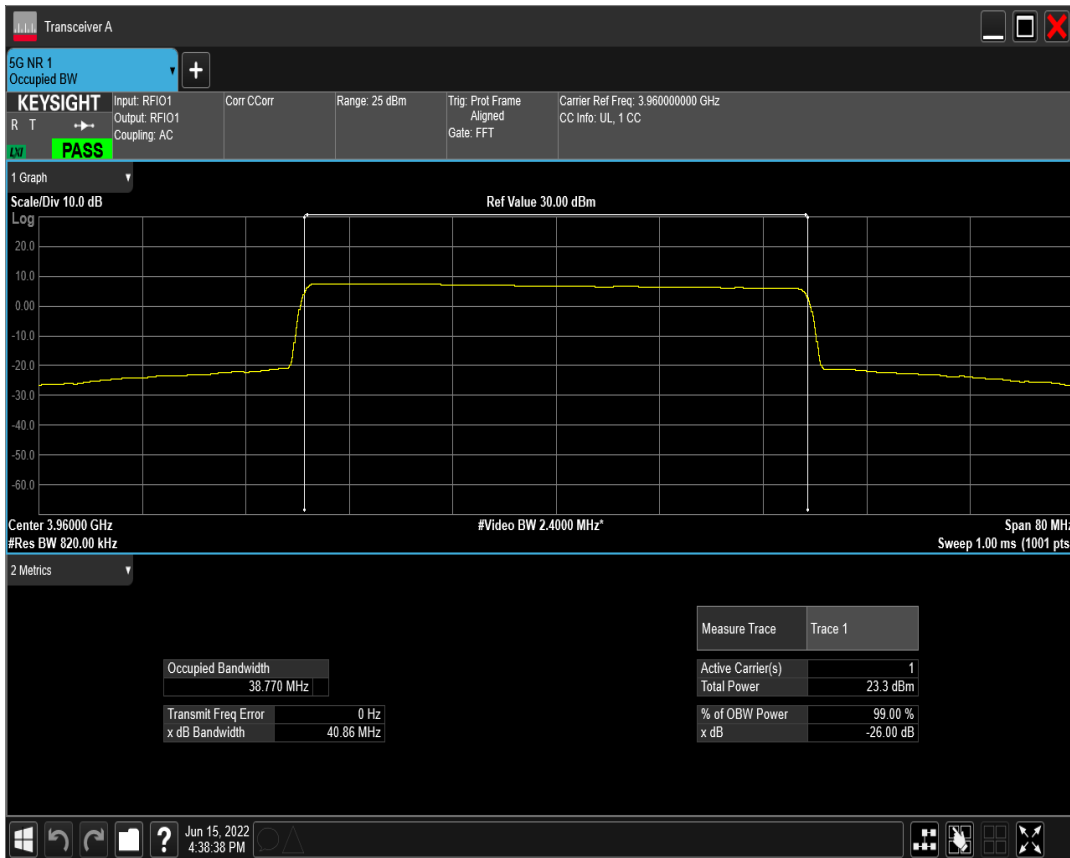 Transceiver A
5G NR 1
Occupied BW
KEYSIGHT
R T
LXI
PASS
Input: RFIO1
Output: RFIO1
Coupling: AC
Corr CCorr
Range: 25 dBm
Trig: Prot Frame
Aligned
Gate: FFT
Carrier Ref Freq: 3.960000000 GHz
CC Info: UL, 1 CC
1 Graph
Scale/Div 10.0 dB
Ref Value 30.00 dBm
Log
20.0
10.0
0.00
-10.0
-20.0
-30.0
-40.0
-50.0
-60.0
Center 3.96000 GHz
#Video BW 2.4000 MHz*
Span 80 MHz
#Res BW 820.00 kHz
Sweep 1.00 ms (1001 pts
2 Metrics
Measure Trace Trace 1
Occupied Bandwidth
38.770 MHz
Active Carrier(s) 1
Total Power 23.3 dBm
Transmit Freq Error 0 Hz
x dB Bandwidth 40.86 MHz
% of OBW Power 99.00 %
x dB -26.00 dB
?
Jun 15, 2022
4:38:38 PM